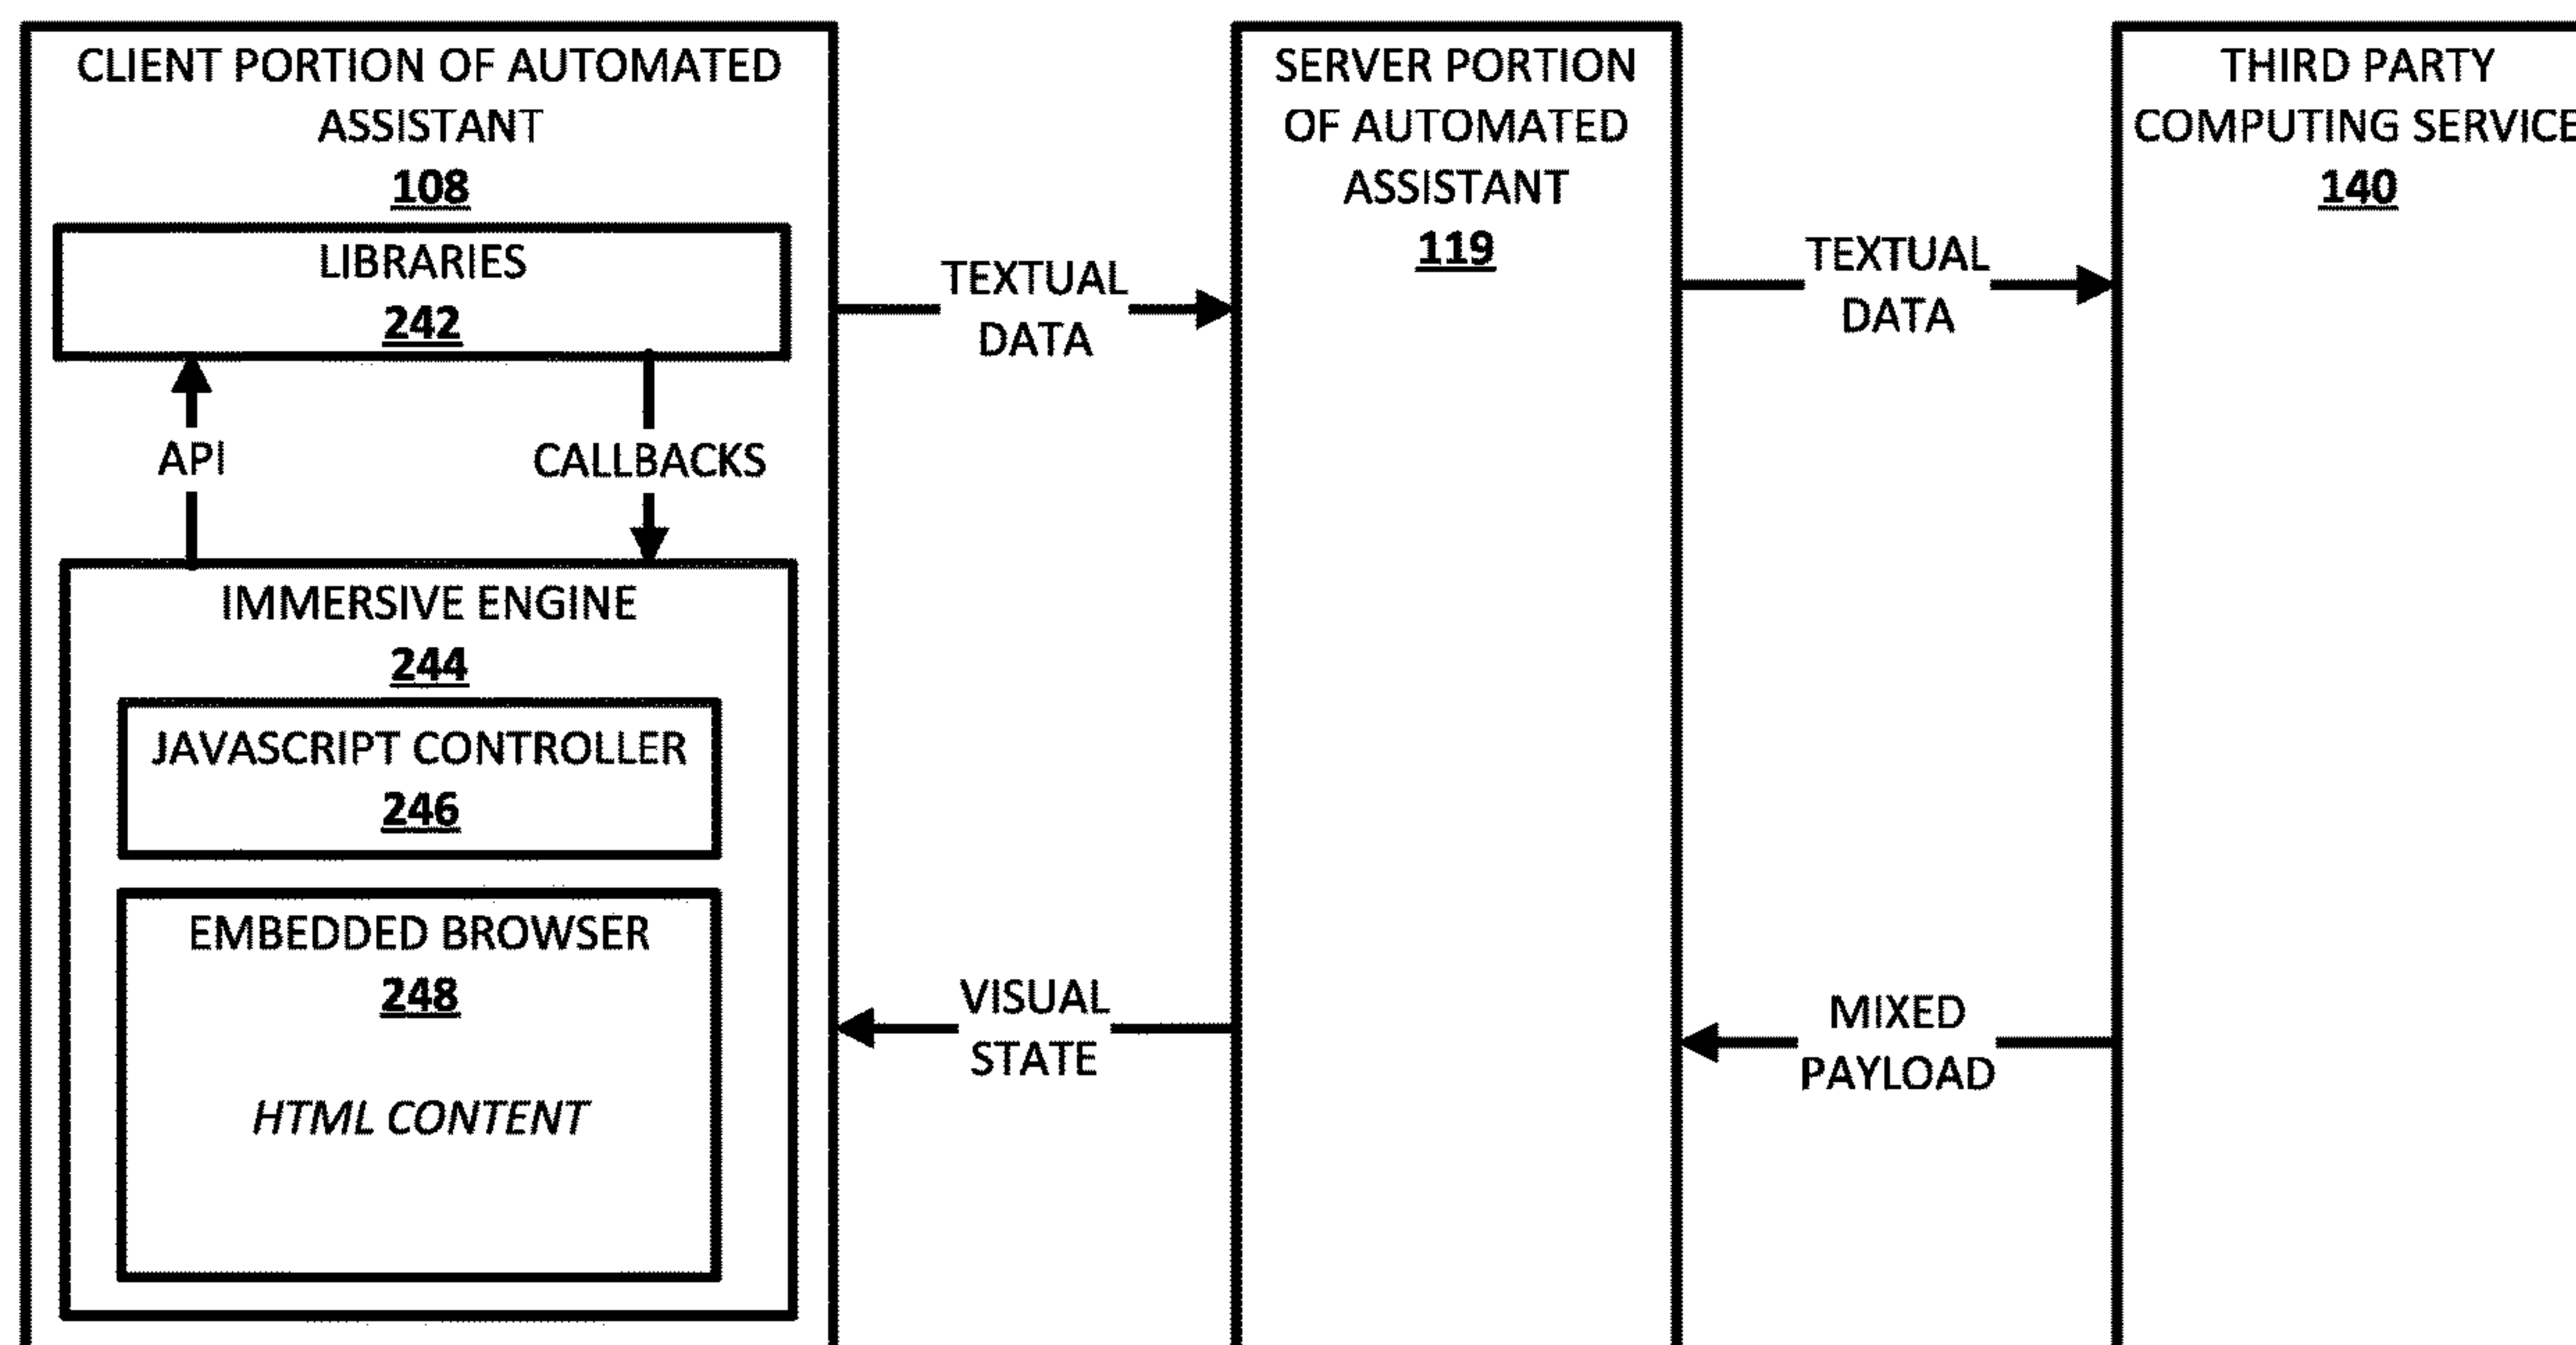 CLIENT PORTION OF AUTOMATED
ASSISTANT
108
LIBRARIES
242
API
CALLBACKS
IMMERSIVE ENGINE
244
JAVASCRIPT CONTROLLER
246
EMBEDDED BROWSER
248
HTML CONTENT
TEXTUAL
DATA
VISUAL
STATE
SERVER PORTION
OF AUTOMATED
ASSISTANT
119
TEXTUAL
DATA
MIXED
PAYLOAD
THIRD PARTY
COMPUTING SERVICE
140